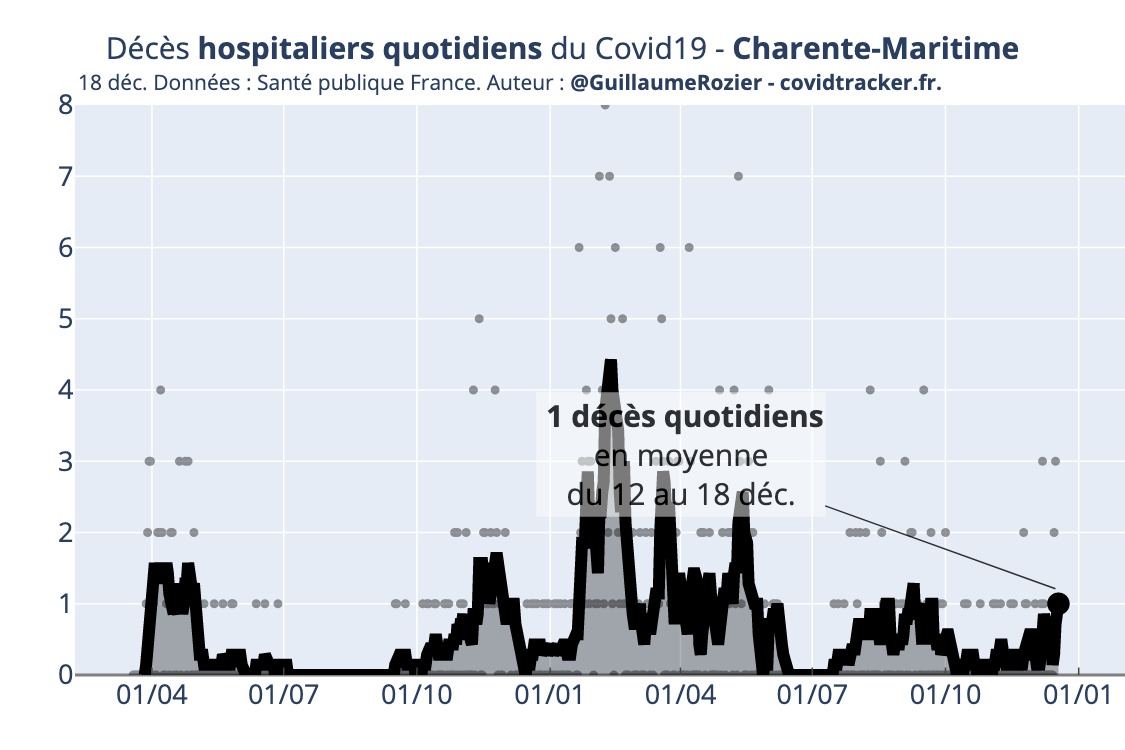 Décès hospitaliers quotidiens du Covid19 - Charente-Maritime
18 déc. Données : Santé publique France. Auteur : @GuillaumeRozier - covidtracker.fr.
8
7
6
5
4
1 décès quotidiens
en moyenne
3
du 12 au 18 déc.
2
1
0
01/04 01/07 01/10 01/01 01/04 01/07 01/10 01/01